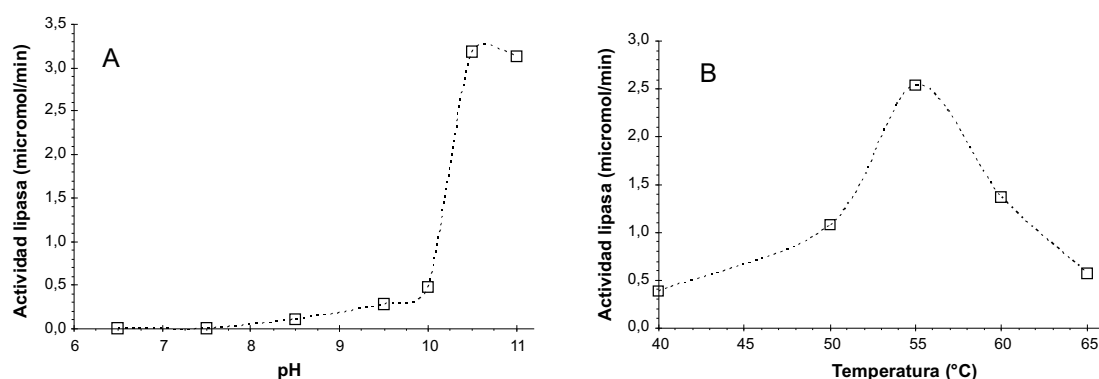 A
Actividad lipasa (micromol/min)
3,5
3,0
2,5
2,0
1,5
1,0
0,5
0,0
6 7 8 9 10 11
pH
B
Actividad lipasa (micromol/min)
3,0
2,5
2,0
1,5
1,0
0,5
0,0
40 45 50 55 60 65
Temperatura (°C)